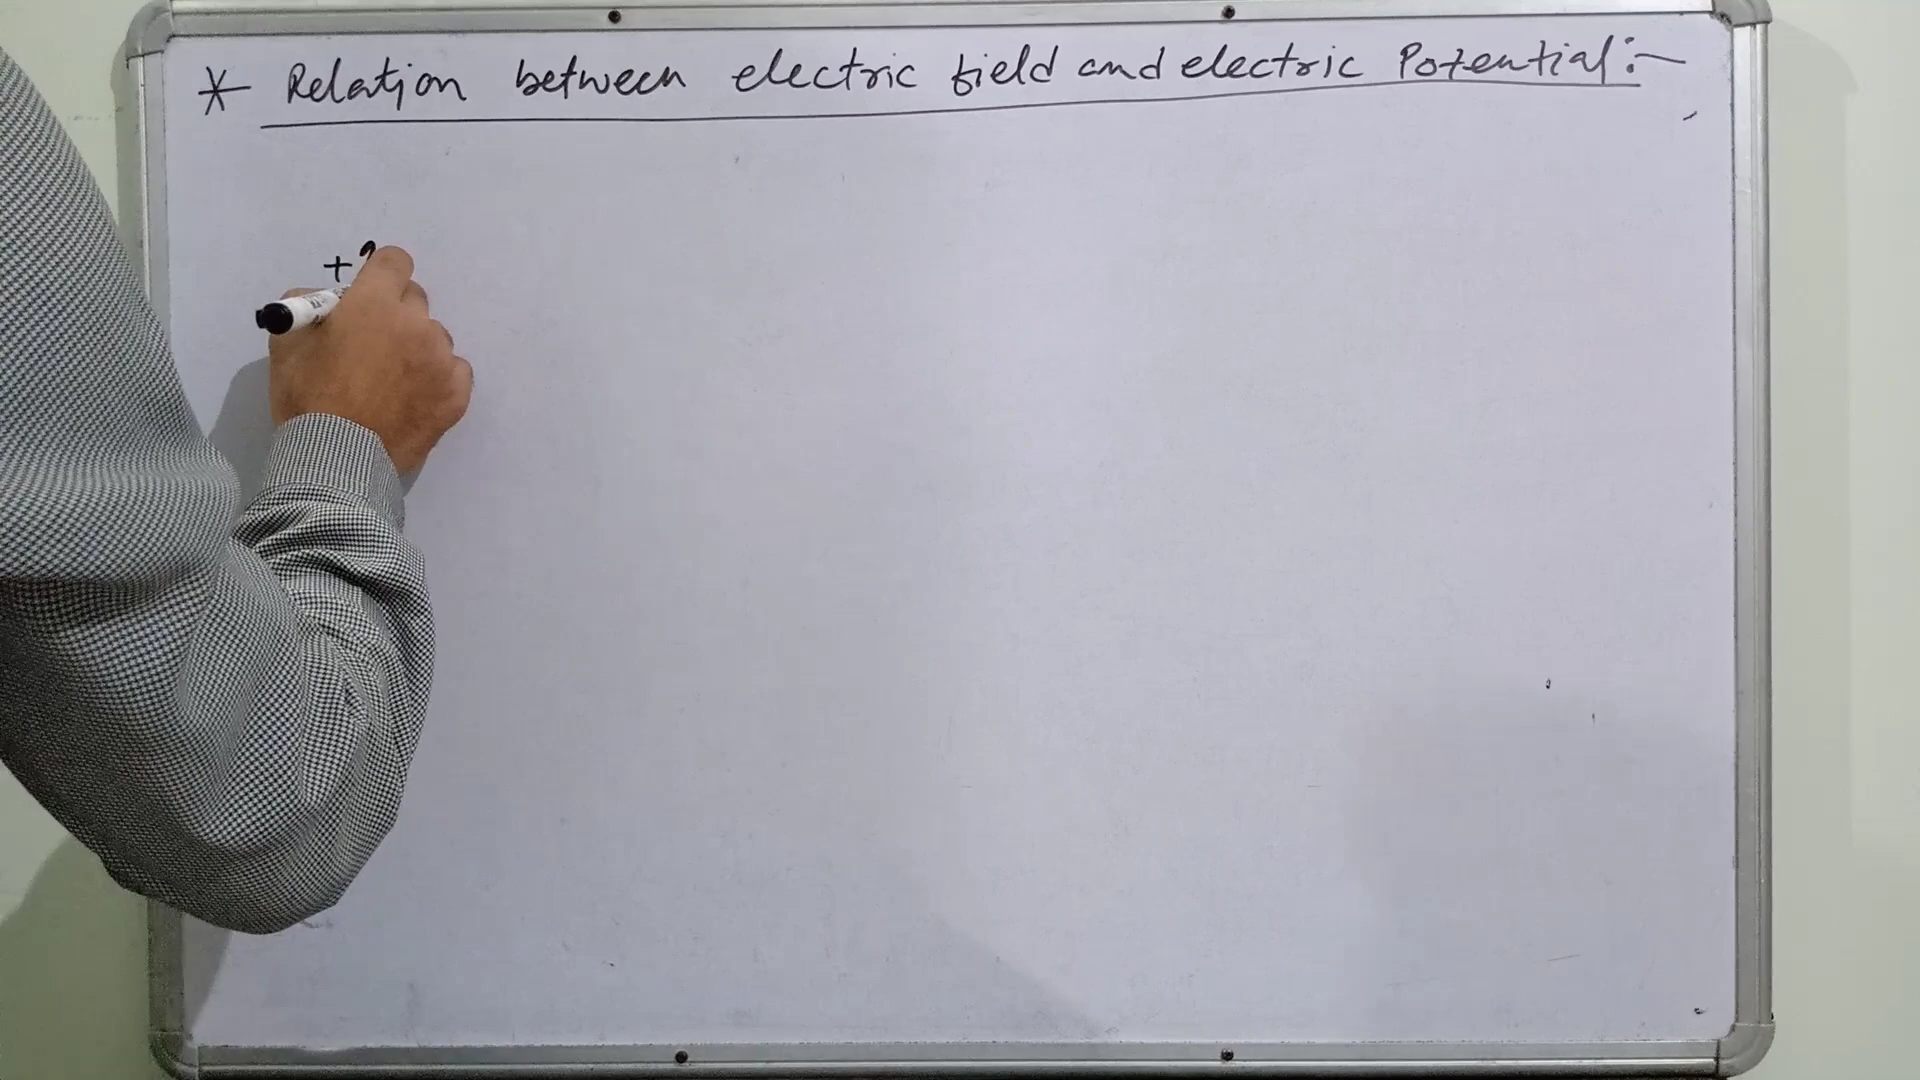 * Relation between electric field and electric Potential :-
+